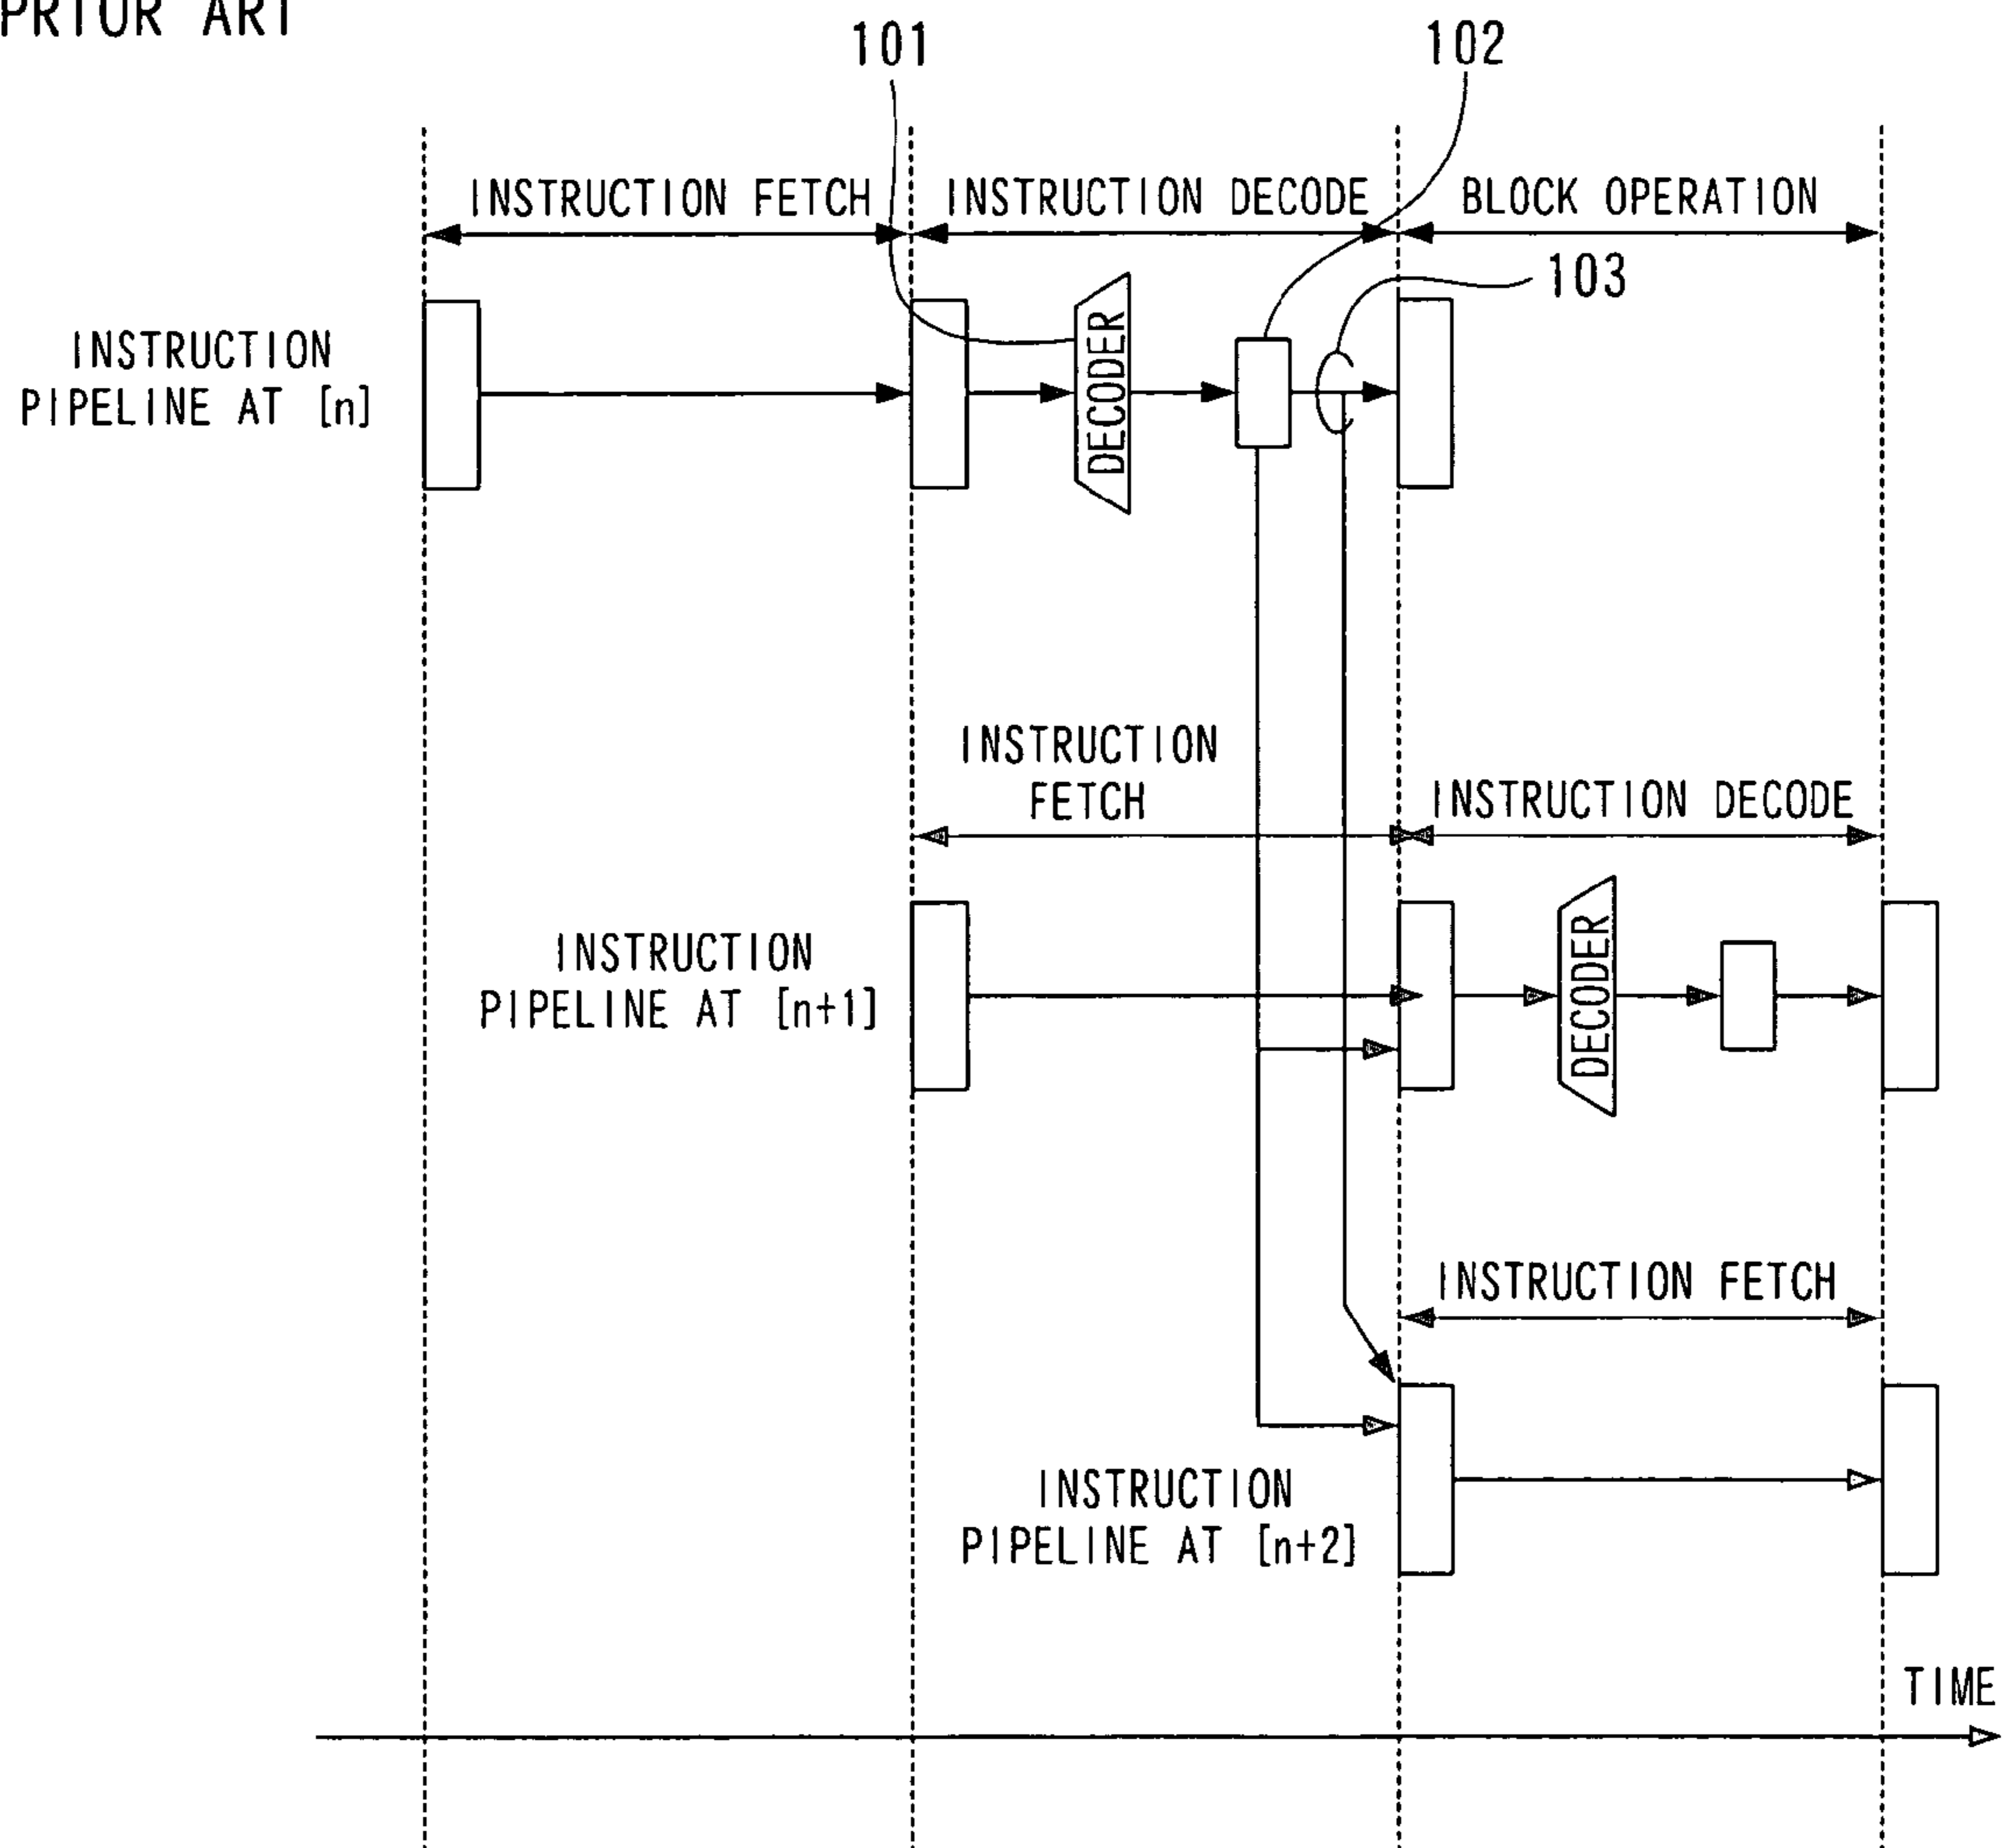 PRIOR ART
101
102
INSTRUCTION FETCH
INSTRUCTION DECODE
BLOCK OPERATION
103
INSTRUCTION
PIPELINE AT [n]
DECODER
INSTRUCTION
FETCH
INSTRUCTION DECODE
INSTRUCTION
PIPELINE AT [n+1]
DECODER
INSTRUCTION FETCH
INSTRUCTION
PIPELINE AT [n+2]
TIME